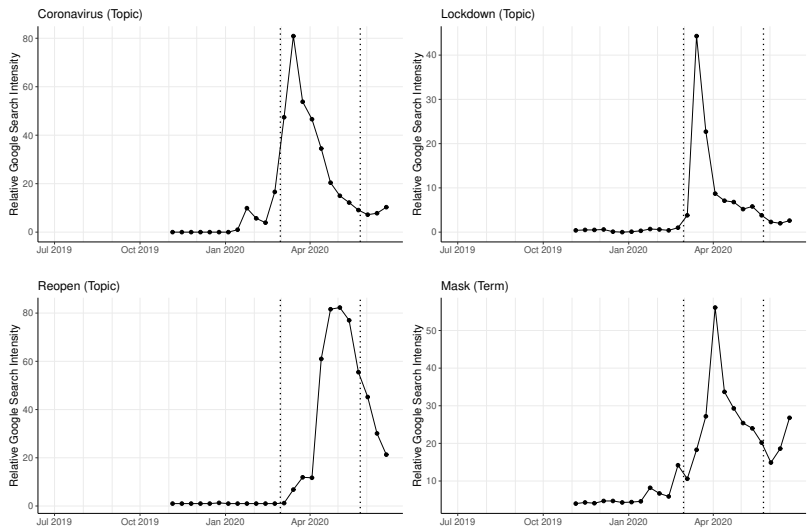 Coronavirus (Topic)
Relative Google Search Intensity
80
60
40
20
0
Jul 2019 Oct 2019 Jan 2020 Apr 2020
Lockdown (Topic)
Relative Google Search Intensity
40
30
20
10
0
Jul 2019 Oct 2019 Jan 2020 Apr 2020
Reopen (Topic)
Relative Google Search Intensity
80
60
40
20
0
Jul 2019 Oct 2019 Jan 2020 Apr 2020
Mask (Term)
Relative Google Search Intensity
50
40
30
20
10
Jul 2019 Oct 2019 Jan 2020 Apr 2020